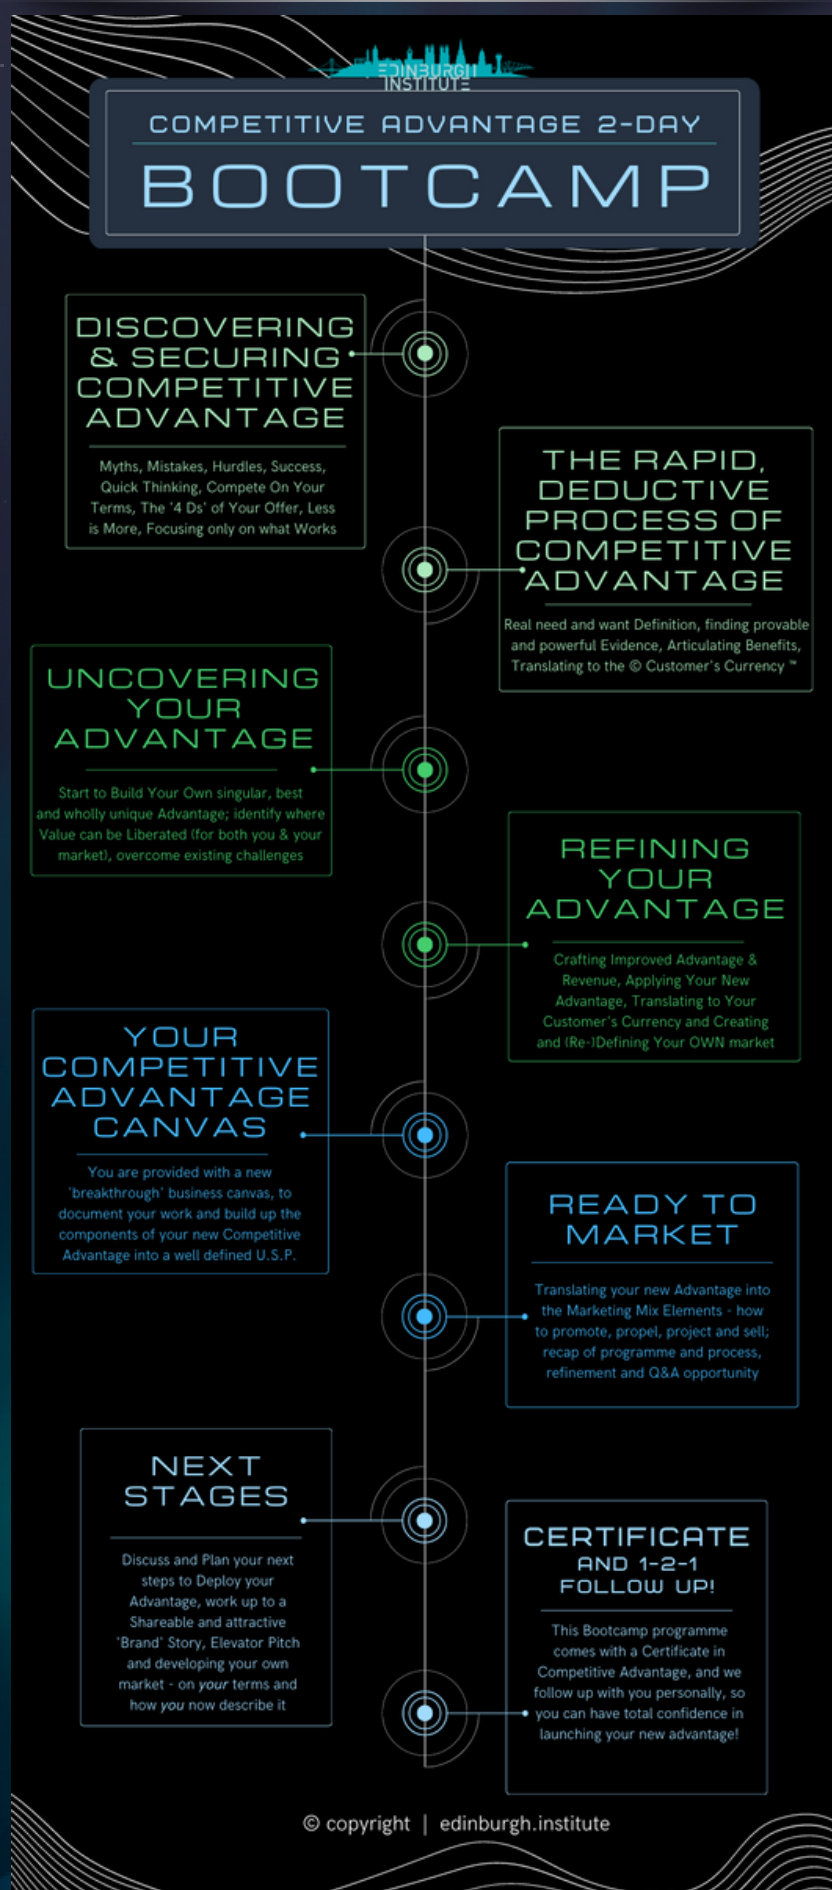 EDINBURGH
INSTITUTE
COMPETITIVE ADVANTAGE 2-DAY
BOOTCAMP
DISCOVERING
& SECURING
COMPETITIVE
ADVANTAGE
Myths, Mistakes, Hurdles, Success,
Quick Thinking, Compete On Your
Terms, The '4 Ds' of Your Offer, Less
is More, Focusing only on what Works
THE RAPID,
DEDUCTIVE
PROCESS OF
COMPETITIVE
ADVANTAGE
Real need and want Definition, finding provable
and powerful Evidence, Articulating Benefits,
Translating to the © Customer's Currency ™
UNCOVERING
YOUR
ADVANTAGE
Start to Build Your Own singular, best
and wholly unique Advantage; identify where
Value can be Liberated (for both you & your
market), overcome existing challenges
REFINING
YOUR
ADVANTAGE
Crafting Improved Advantage &
Revenue, Applying Your New
Advantage, Translating to Your
Customer's Currency and Creating
and (Re-)Defining Your OWN market
YOUR
COMPETITIVE
ADVANTAGE
CANVAS
You are provided with a new
'breakthrough' business canvas, to
document your work and build up the
components of your new Competitive
Advantage into a well defined U.S.P.
READY TO
MARKET
Translating your new Advantage into
the Marketing Mix Elements - how
to promote, propel, project and sell;
recap of programme and process,
refinement and Q&A opportunity
NEXT
STAGES
Discuss and Plan your next
steps to Deploy your
Advantage, work up to a
Shareable and attractive
'Brand' Story, Elevator Pitch
and developing your own
market - on your terms and
how you now describe it
CERTIFICATE
AND 1-2-1
FOLLOW UP!
This Bootcamp programme
comes with a Certificate in
Competitive Advantage, and we
follow up with you personally, so
you can have total confidence in
launching your new advantage!
© copyright | edinburgh.institute